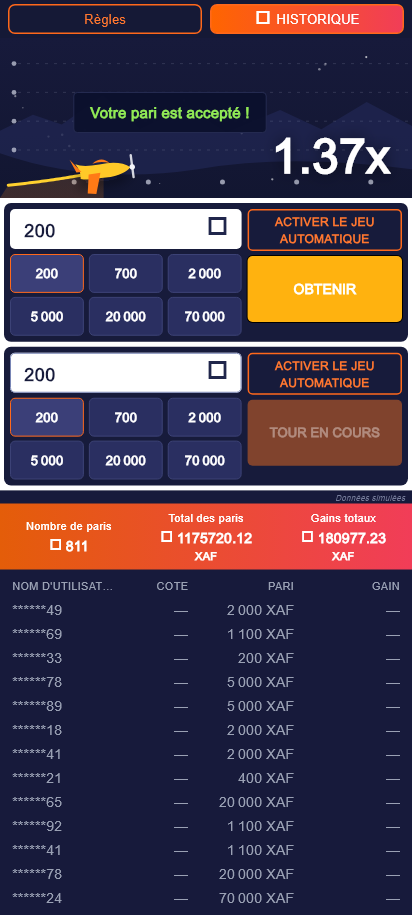 Règles
HISTORIQUE
Votre pari est accepté !
1.37x
200
ACTIVER LE JEU
AUTOMATIQUE
200 700 2 000
OBTENIR
5 000 20 000 70 000
200
ACTIVER LE JEU
AUTOMATIQUE
200 700 2 000
TOUR EN COURS
5 000 20 000 70 000
Données simulées
Nombre de paris Total des paris Gains totaux
811 1175720.12 180977.23
XAF XAF
NOM D'UTILISAT... COTE PARI GAIN
******49 — 2 000 XAF —
******69 — 1 100 XAF —
******33 — 200 XAF —
******78 — 5 000 XAF —
******89 — 5 000 XAF —
******18 — 2 000 XAF —
******41 — 2 000 XAF —
******21 — 400 XAF —
******65 — 20 000 XAF —
******92 — 1 100 XAF —
******41 — 1 100 XAF —
******78 — 20 000 XAF —
******24 — 70 000 XAF —